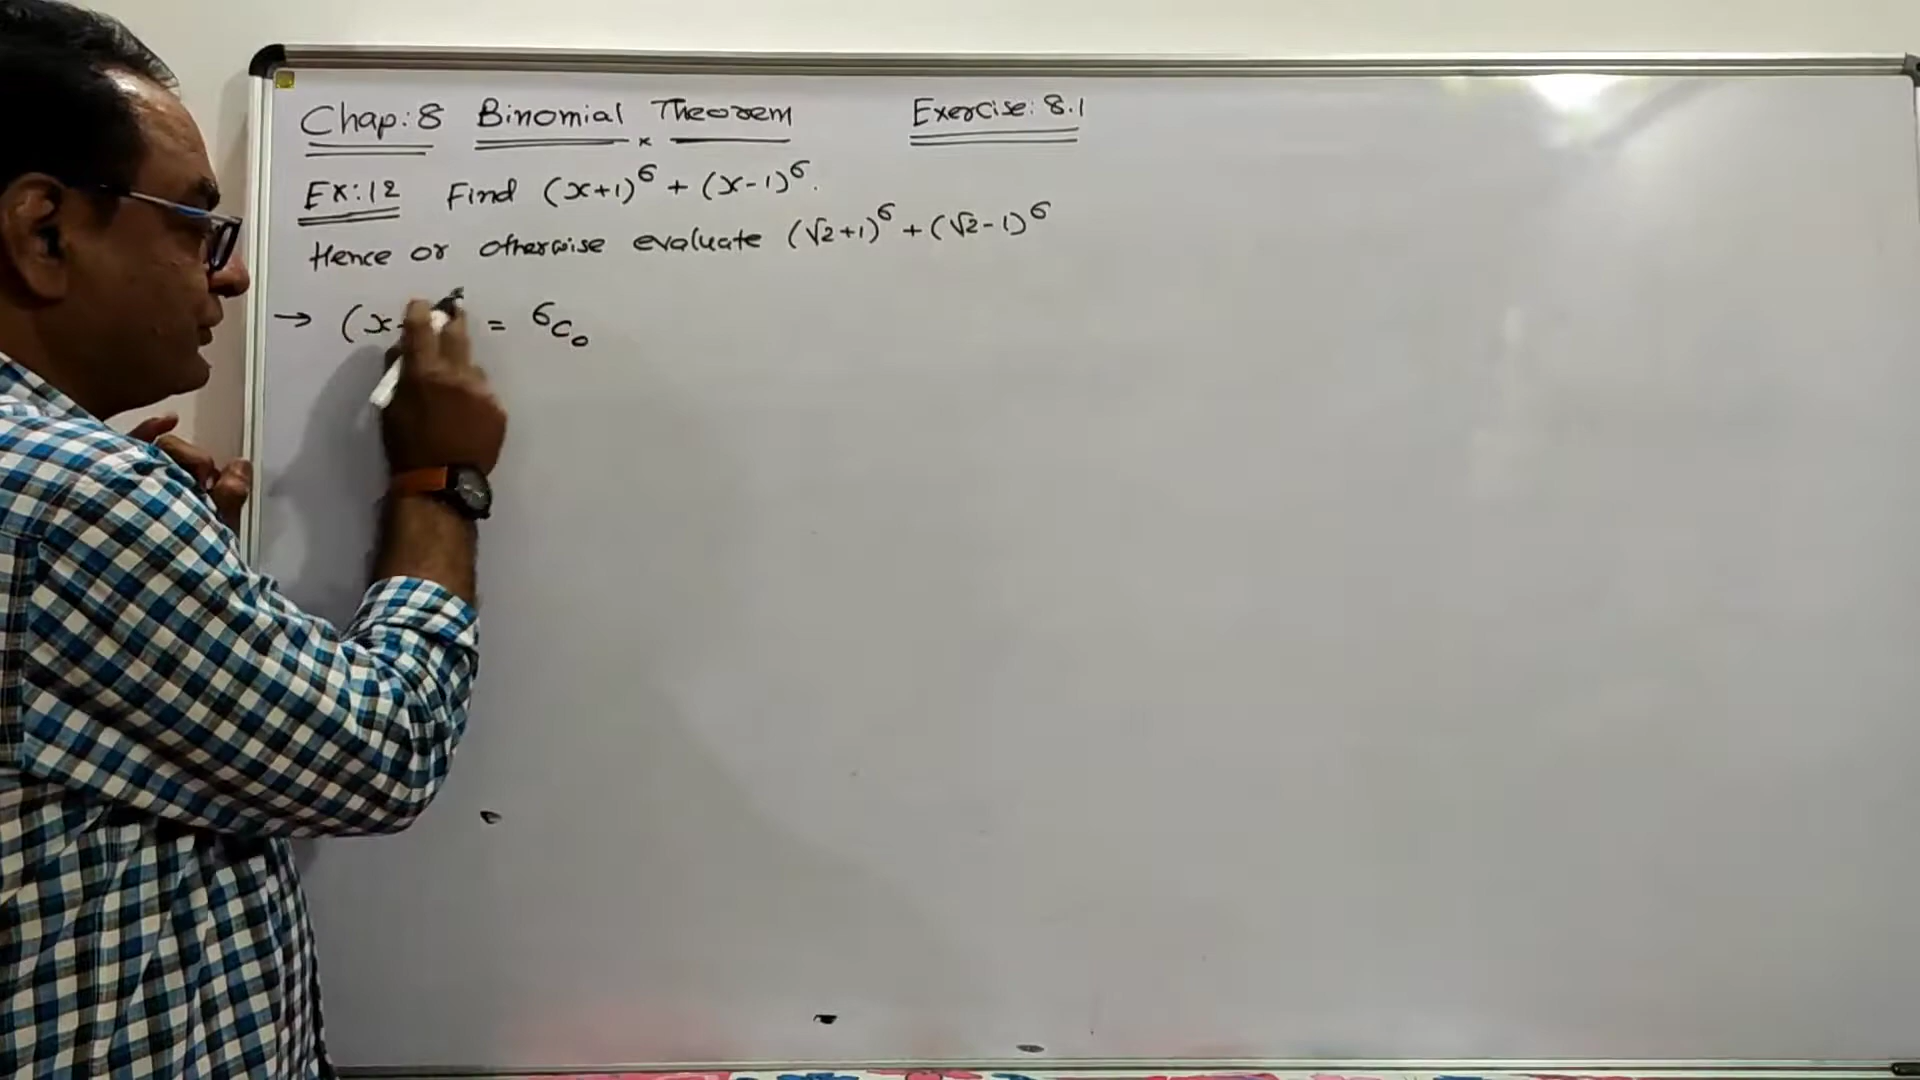 Chap:8 Binomial Theorem Exercise: 8.1
Ex:12 Find (x+1)⁶ + (x-1)⁶.
Hence or otherwise evaluate (√2+1)⁶ + (√2-1)⁶
→ (x = ⁶C₀